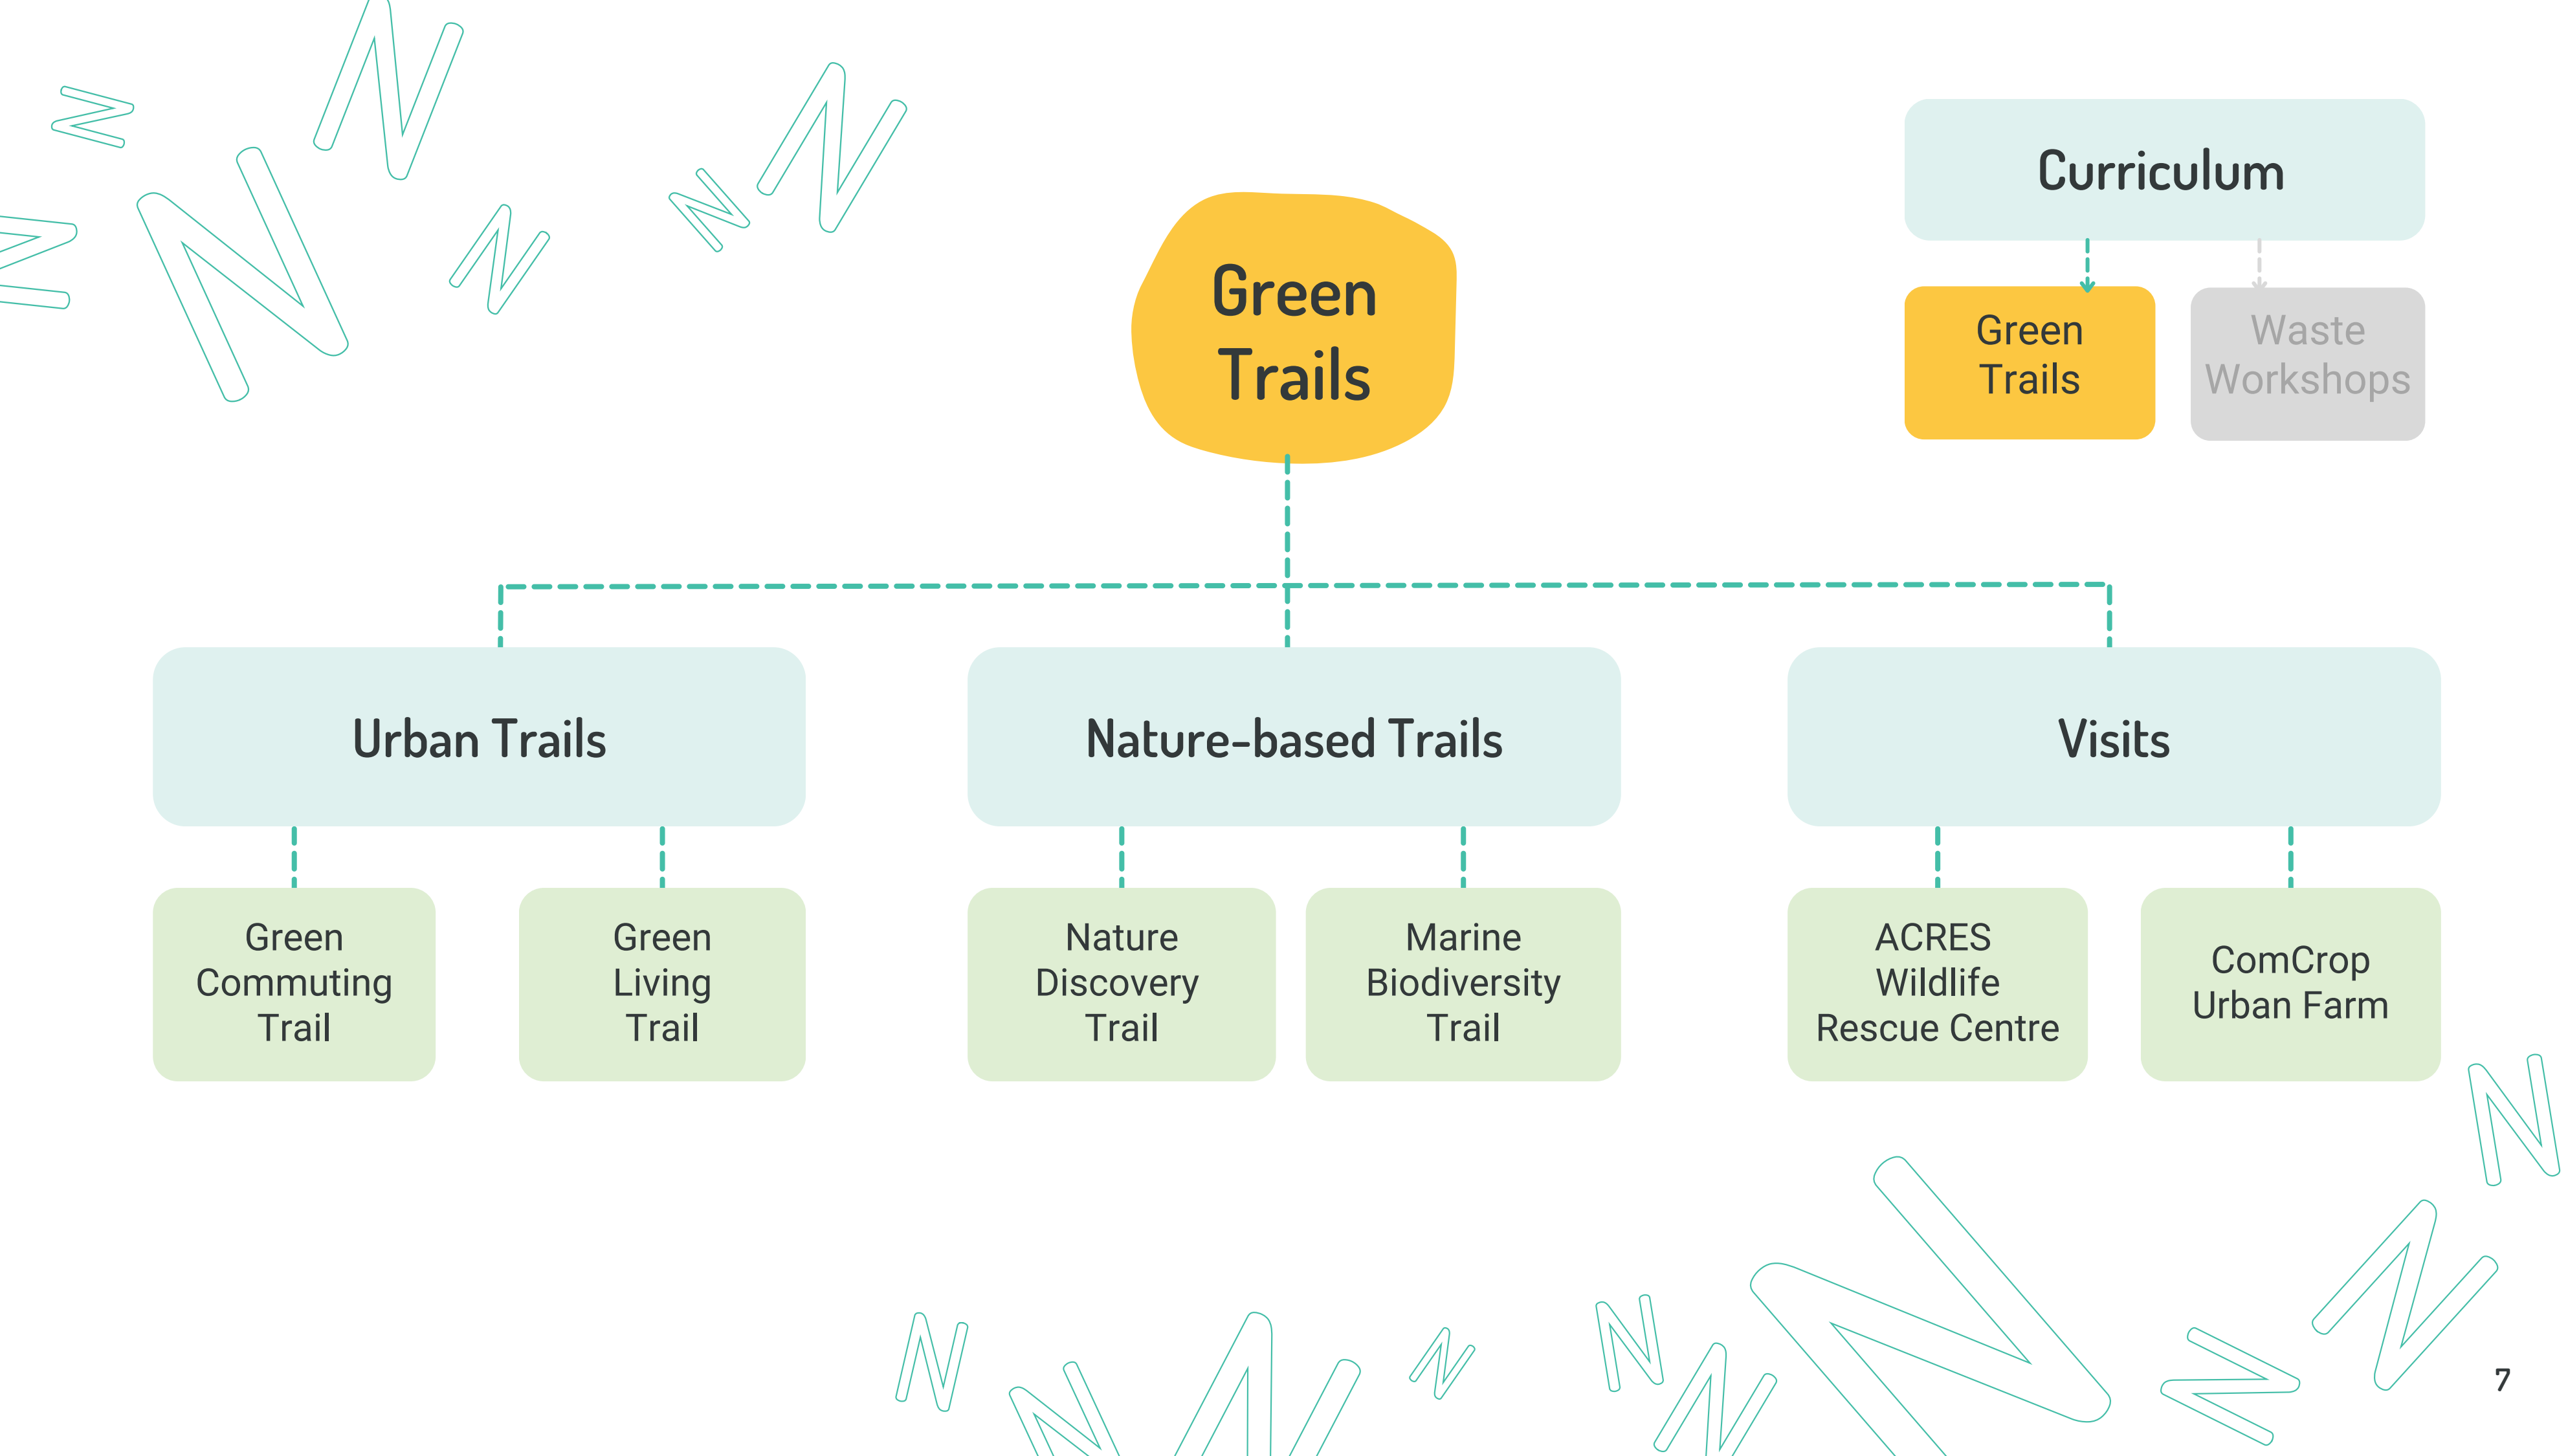 Curriculum
Green
Trails
Waste
Workshops
Green
Trails
Urban Trails
Nature-based Trails
Visits
Green
Commuting
Trail
Green
Living
Trail
Nature
Discovery
Trail
Marine
Biodiversity
Trail
ACRES
Wildlife
Rescue Centre
ComCrop
Urban Farm
7